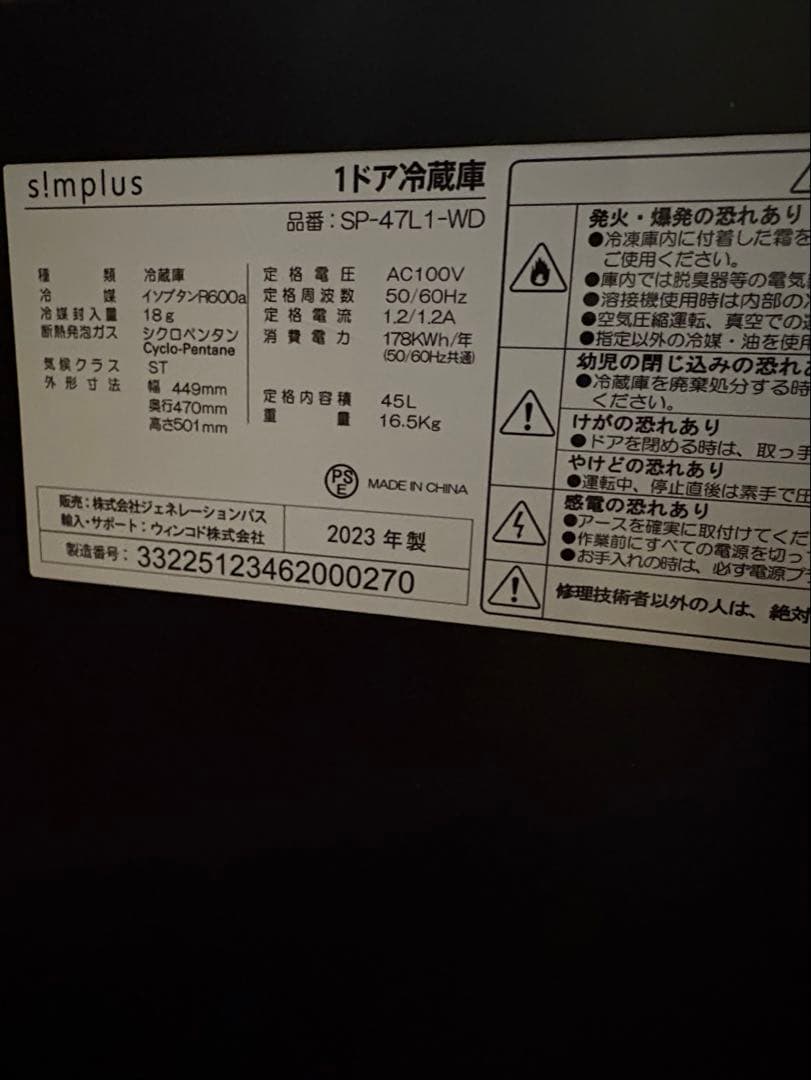 s!mplus
1ドア冷蔵庫
品番：SP-47L1-WD
種類 冷蔵庫
冷媒 イソブタンR600a
冷媒封入量 18g
断熱発泡ガス シクロペンタン
Cyclo-Pentane
気候クラス ST
外形寸法 幅 449mm
奥行470mm
高さ501mm
定格電圧 AC100V
定格周波数 50/60Hz
定格電流 1.2/1.2A
消費電力 178KWh/年
(50/60Hz共通)
定格内容積 45L
重量 16.5Kg
PSE MADE IN CHINA
販売：株式会社ジェネレーションパス
輸入・サポート：ウィンコド株式会社
2023 年製
製造番号：33225123462000270
発火・爆発の恐れあり
●冷凍庫内に付着した霜を
ご使用ください。
●庫内では脱臭器等の電気
●溶接機使用時は内部の
●空気圧縮運転、真空での
●指定以外の冷媒・油を使用
幼児の閉じ込めの恐れ
●冷蔵庫を廃棄処分する時
ください。
けがの恐れあり
●ドアを閉める時は、取っ手
やけどの恐れあり
●運転中、停止直後は素手で圧
感電の恐れあり
●アースを確実に取付けてくだ
●作業前にすべての電源を切っ
●お手入れの時は、必ず電源プ
修理技術者以外の人は、絶対